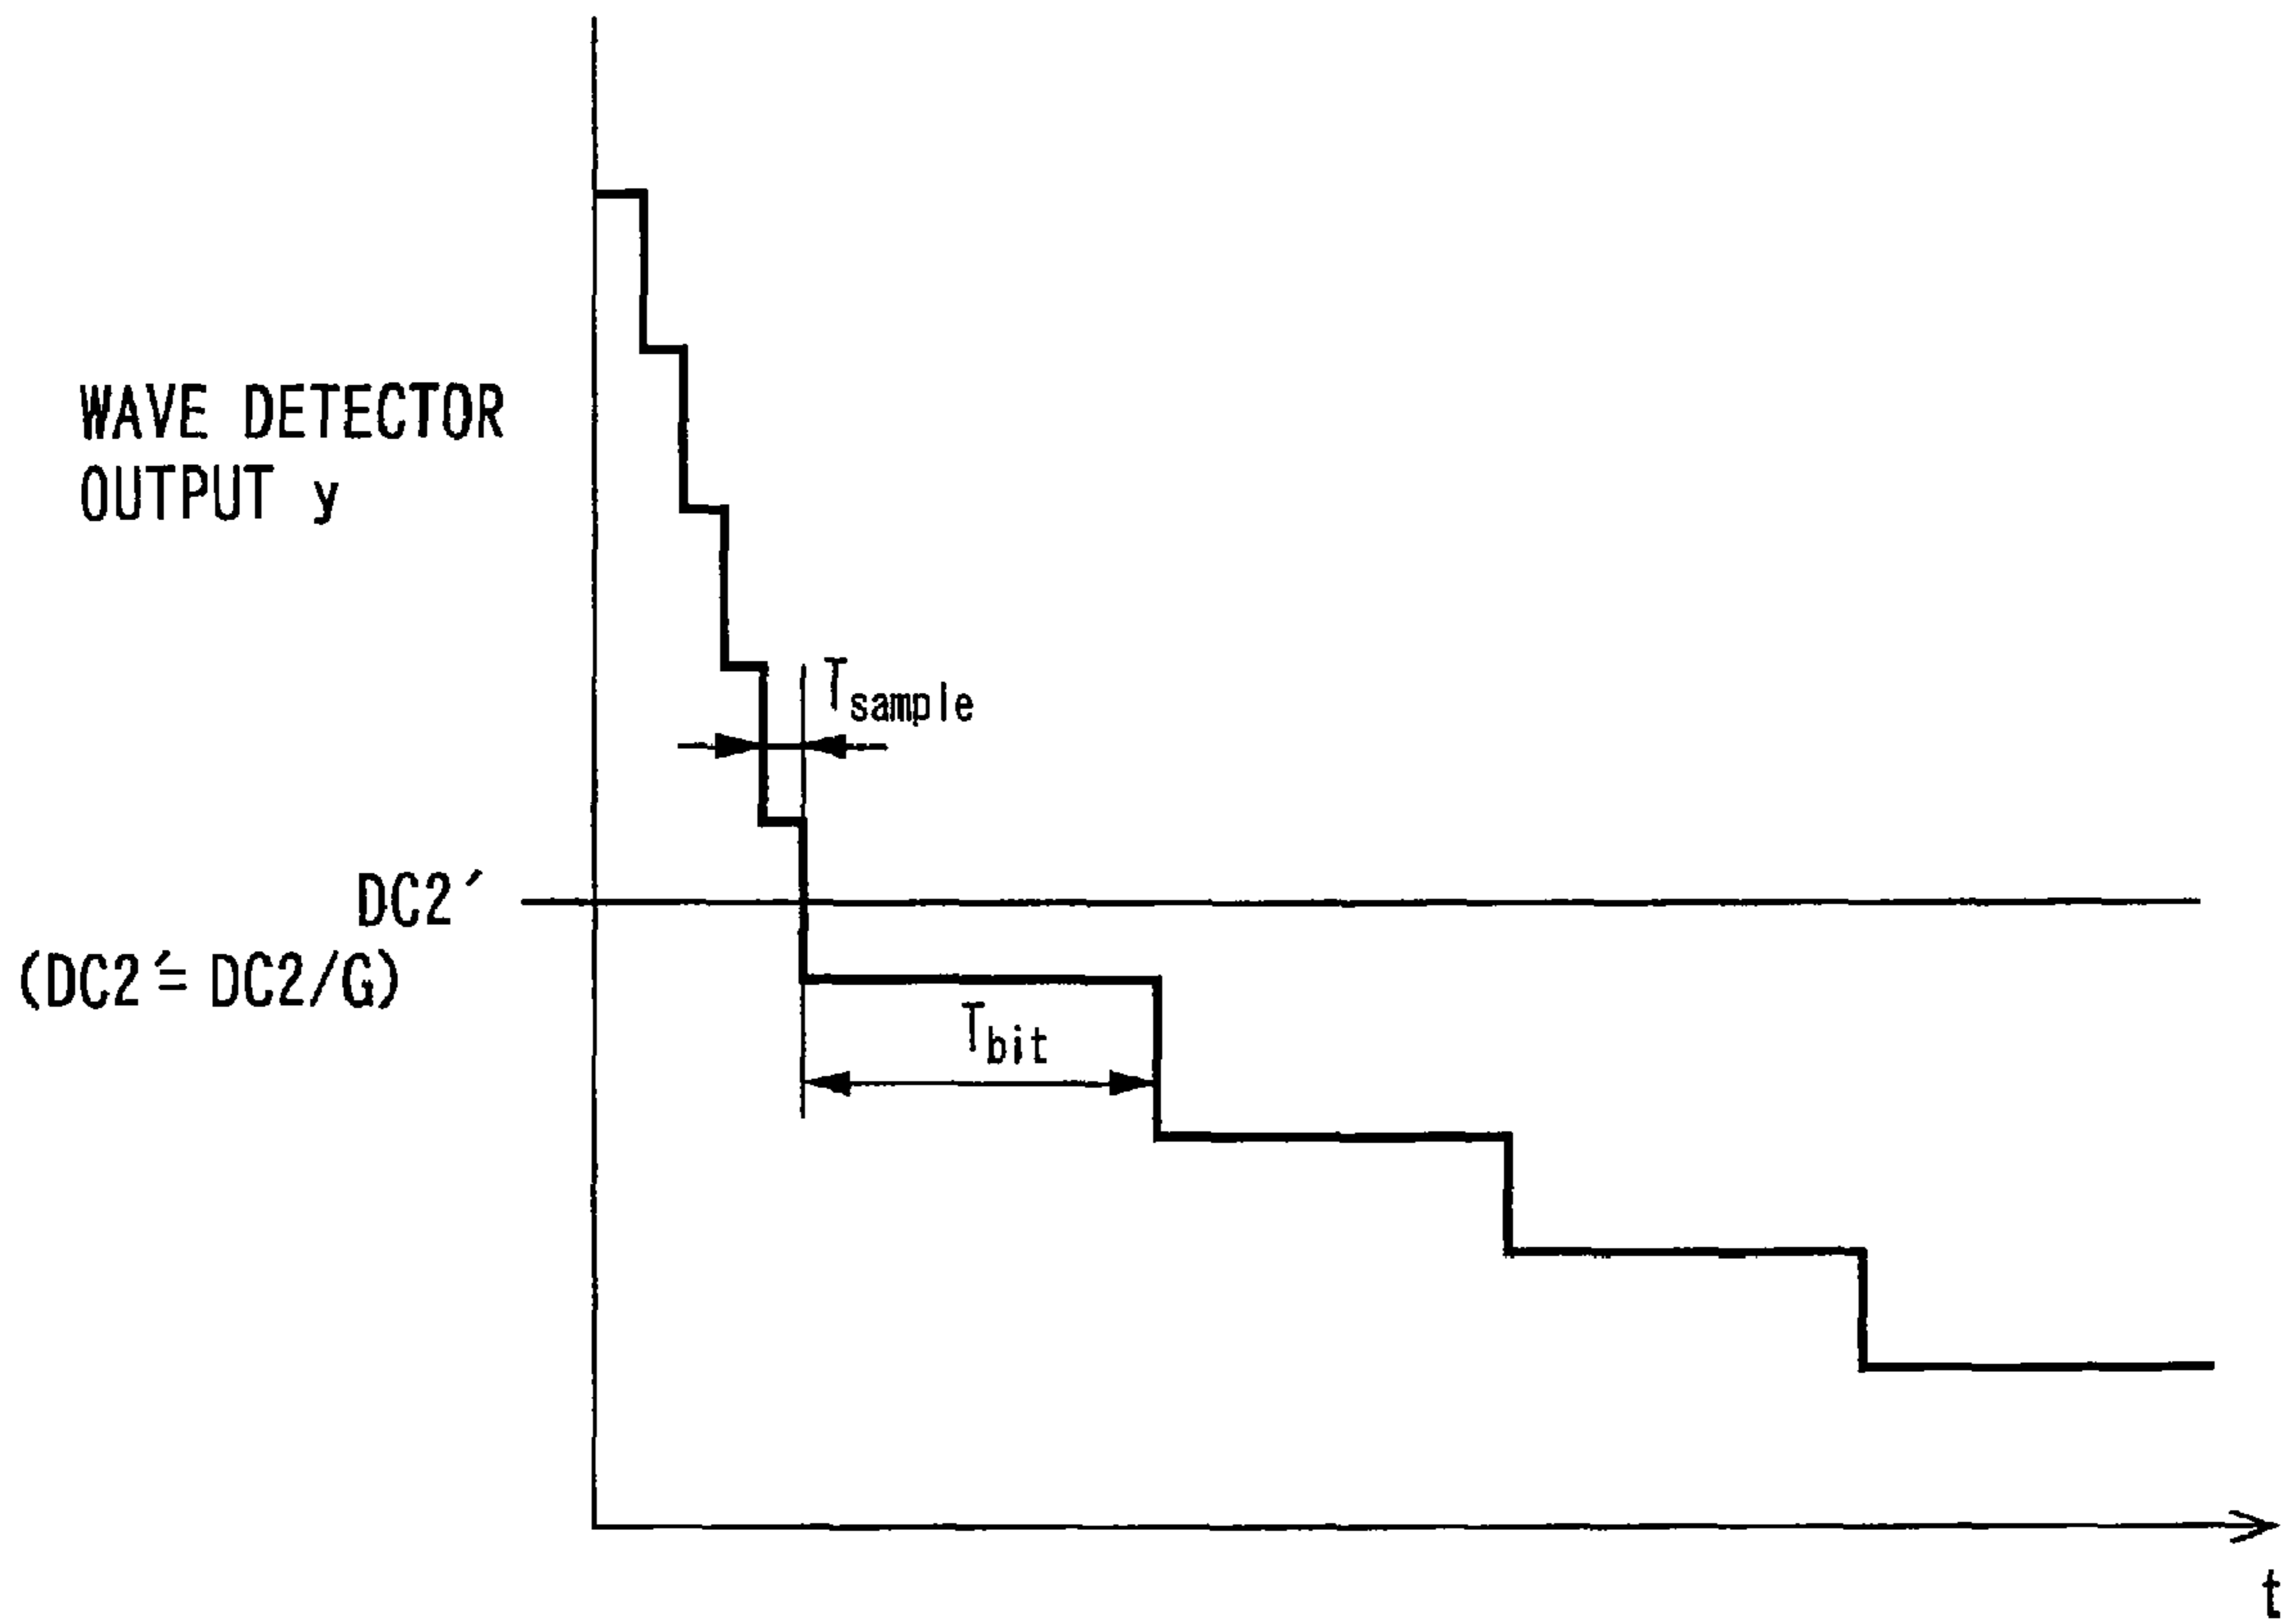 WAVE DETECTOR
OUTPUT y
Tsample
DC2′
(DC2′= DC2/G)
Tbit
t